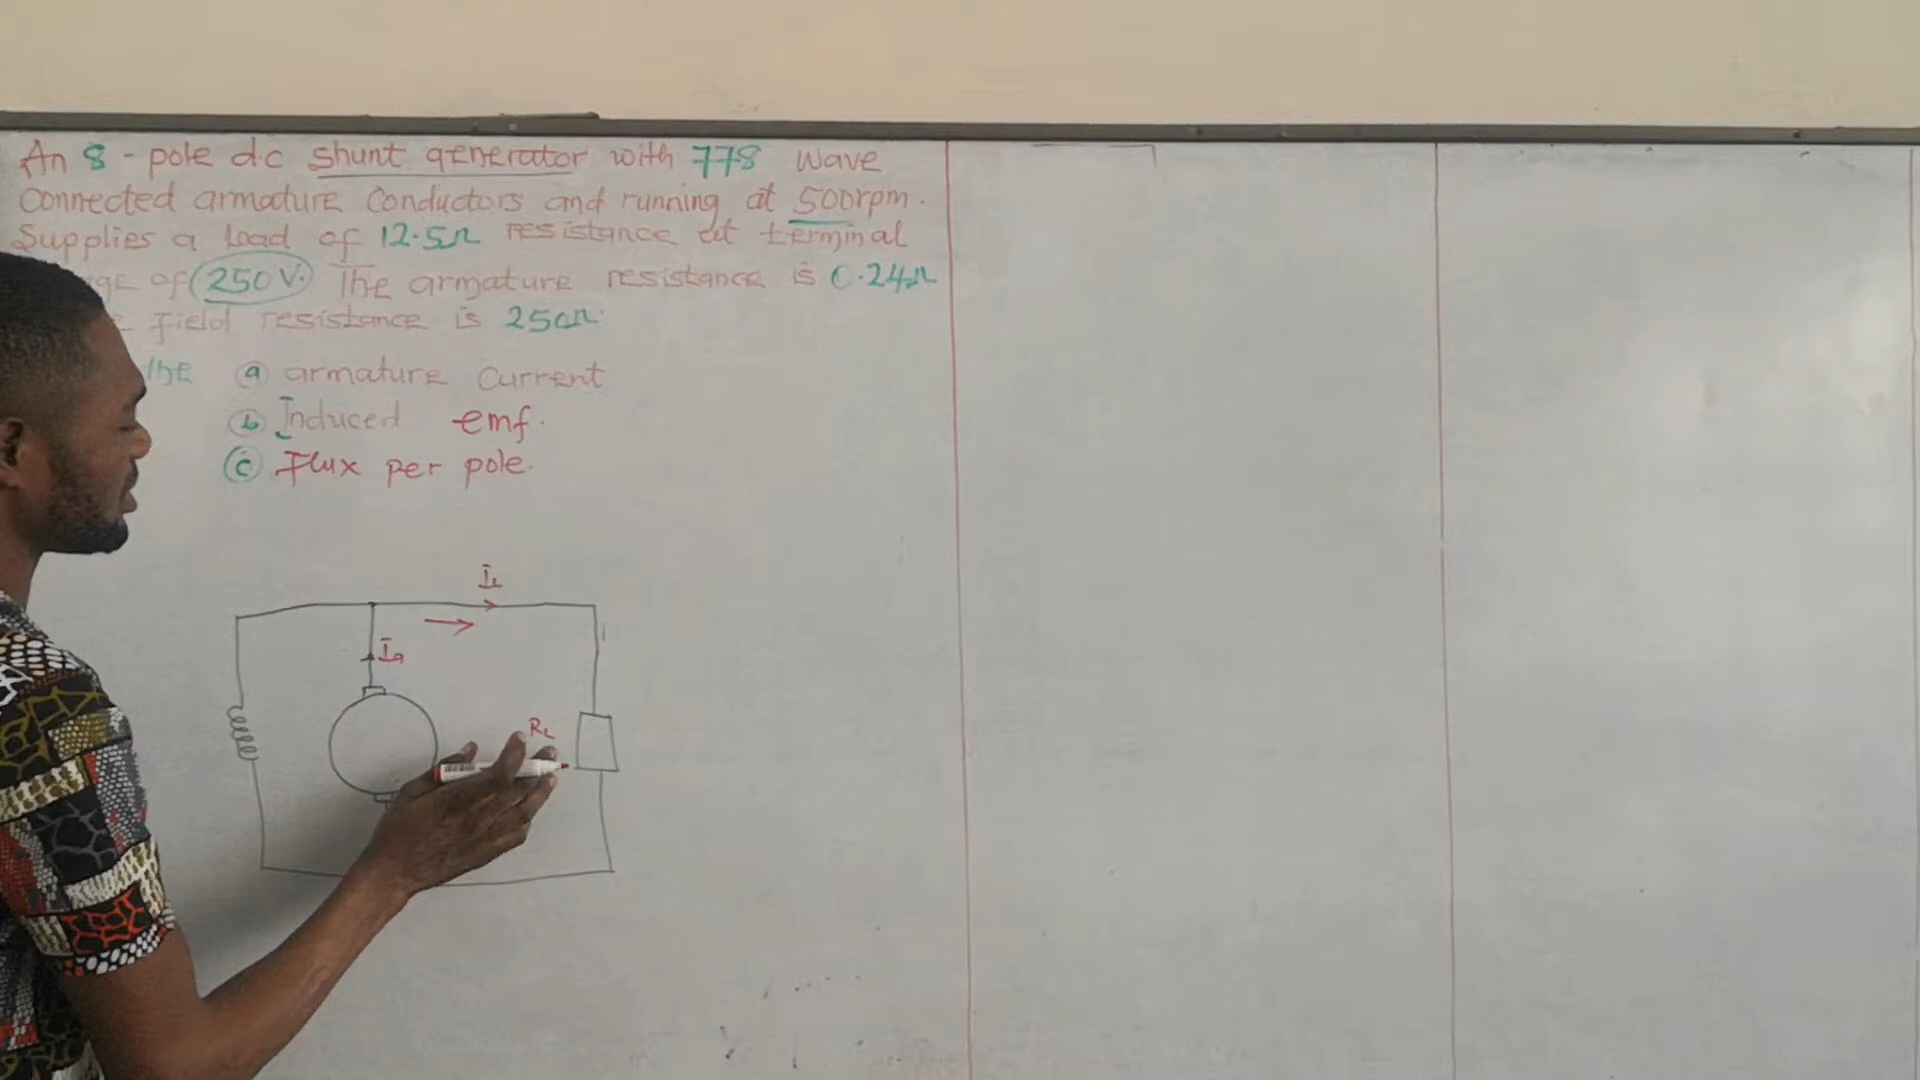 An 8-pole d.c shunt generator with 778 wave
Connected armature Conductors and running at 500rpm.
Supplies a load of 12.5Ω resistance at terminal
of 250V. The armature resistance is 0.24Ω
field resistance is 250Ω.
the (a) armature Current
(b) Induced emf.
(c) Flux per pole.
IL
Ia
RL